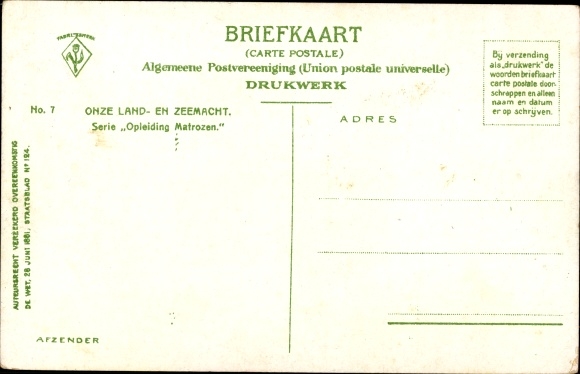 FABRIEKSMERK
BRIEFKAART
(CARTE POSTALE)
Algemeene Postvereeniging (Union postale universelle)
DRUKWERK
By verzending
als „drukwerk" de
woorden briefkaart
carte postale door-
schrappen en alleen
naam en datum
er op schrijven.
No. 7 ONZE LAND- EN ZEEMACHT.
Serie „Opleiding Matrozen."
ADRES
AUTEURSRECHT VERZEKERD OVEREENKOMSTIG
DE WET, 28 JUNI 1881, STAATSBLAD Nº 124.
AFZENDER